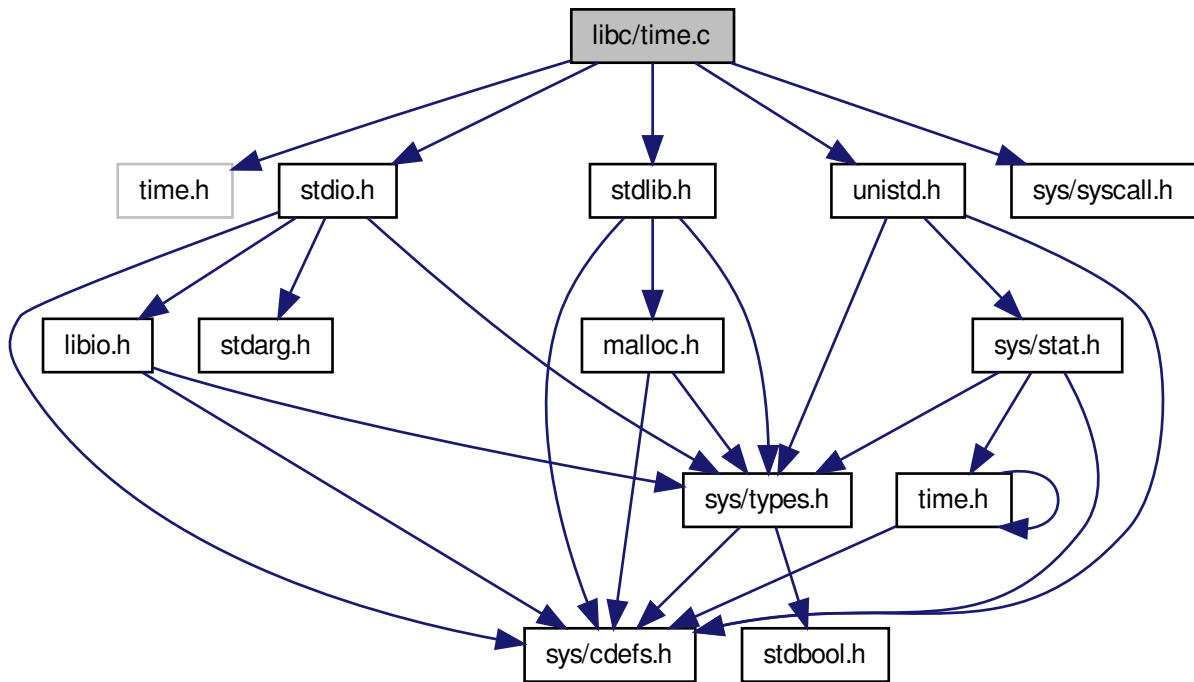 libc/time.c
time.h
stdio.h
stdlib.h
unistd.h
sys/syscall.h
libio.h
stdarg.h
malloc.h
sys/stat.h
sys/types.h
time.h
sys/cdefs.h
stdbool.h